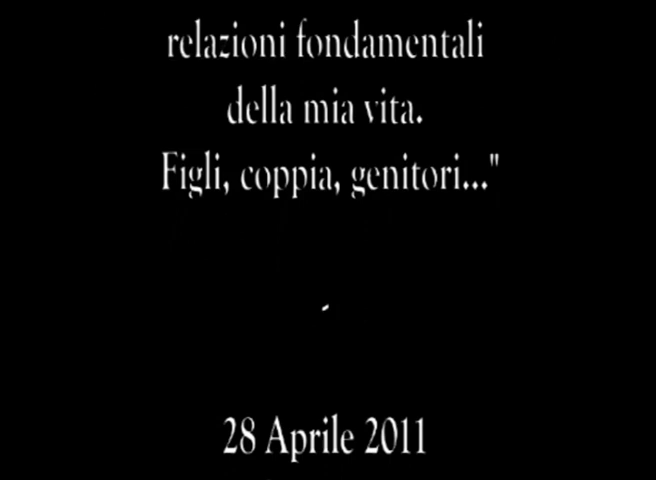 relazioni fondamentali
della mia vita.
Figli, coppia, genitori..."
-
28 Aprile 2011